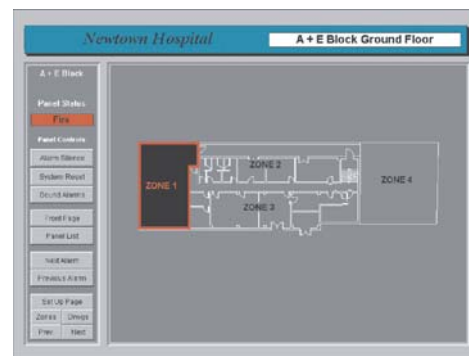 Newtown Hospital
A + E Block Ground Floor
A + E Block
Panel Status
Fire
Panel Controls
Alarm Silence
System Reset
Sound Alarms
Front Page
Panel List
Next Alarm
Previous Alarm
Set Up Page
Zones Drwgs
Prev Next
ZONE 1
ZONE 2
ZONE 3
ZONE 4